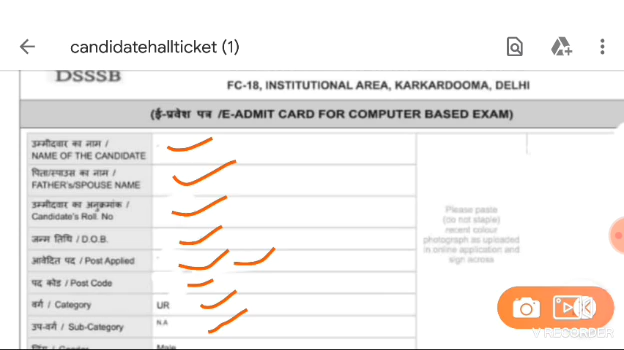 candidatehallticket (1)
DSSSB
FC-18, INSTITUTIONAL AREA, KARKARDOOMA, DELHI
(ई-प्रवेश पत्र /E-ADMIT CARD FOR COMPUTER BASED EXAM)
उम्मीदवार का नाम /
NAME OF THE CANDIDATE
पिता/स्पाउस का नाम /
FATHER's/SPOUSE NAME
उम्मीदवार का अनुक्रमांक /
Candidate's Roll. No
जन्म तिथि / D.O.B.
आवेदित पद / Post Applied
पद कोड / Post Code
वर्ग / Category
UR
उप-वर्ग / Sub-Category
N.A
लिंग / Gender
Male
Please paste
(do not staple)
recent colour
photograph as uploaded
in online application and
sign across
V RECORDER